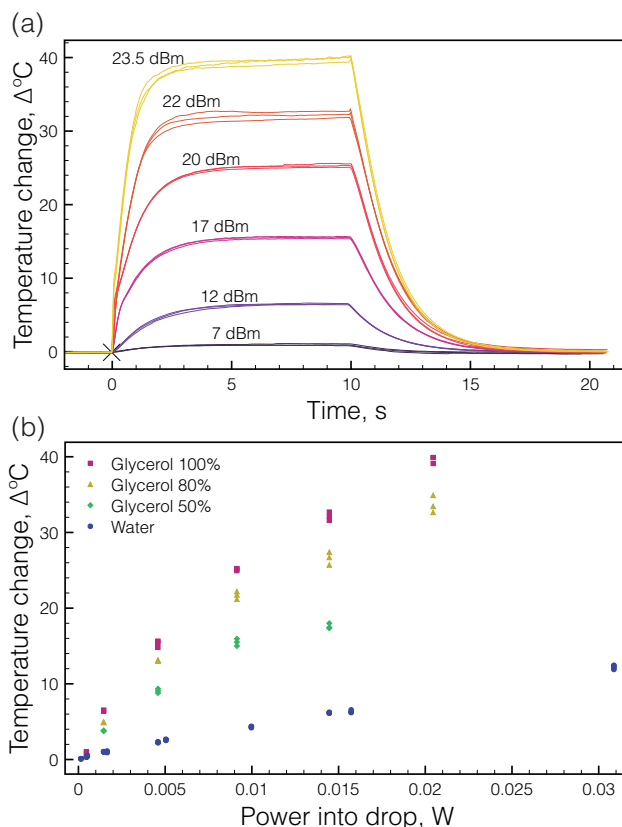 (a)
Temperature change, Δ°C
40
30
20
10
0
23.5 dBm
22 dBm
20 dBm
17 dBm
12 dBm
7 dBm
0 5 10 15 20
Time, s
(b)
Temperature change, Δ°C
40
30
20
10
0
Glycerol 100%
Glycerol 80%
Glycerol 50%
Water
0 0.005 0.01 0.015 0.02 0.025 0.03
Power into drop, W